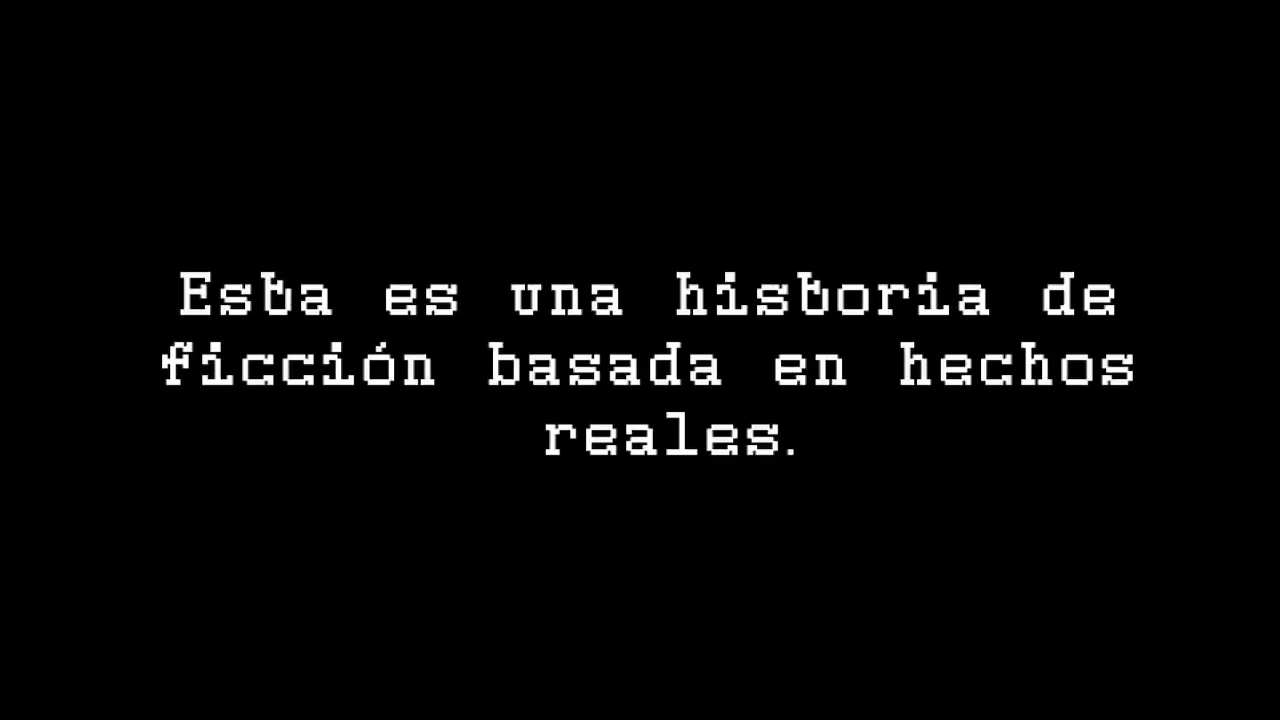 Esta es una historia de
ficción basada en hechos
reales.